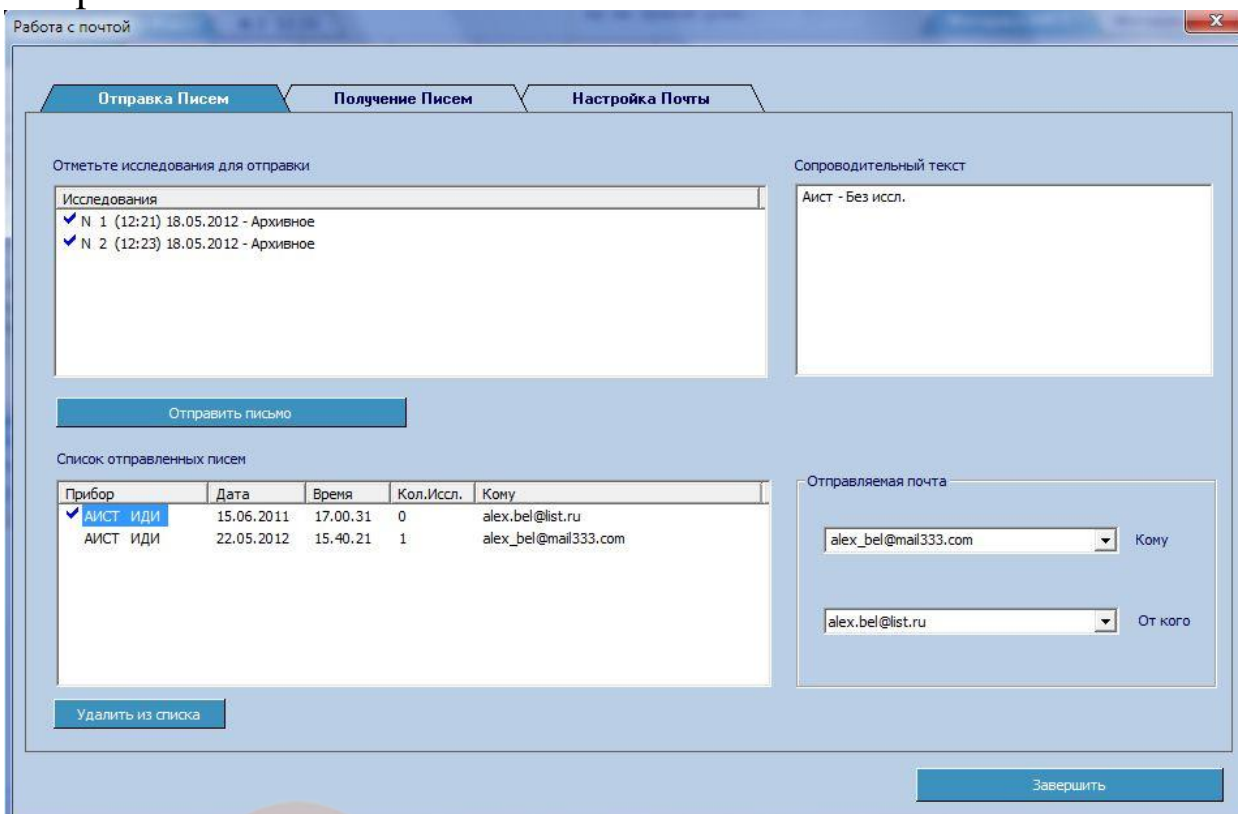 Работа с почтой
Отправка Писем Получение Писем Настройка Почты
Отметьте исследования для отправки
Сопроводительный текст
Исследования
N 1 (12:21) 18.05.2012 - Архивное
N 2 (12:23) 18.05.2012 - Архивное
Аист - Без иссл.
Отправить письмо
Список отправленных писем
Прибор Дата Время Кол.Иссл. Кому
АИСТ ИДИ 15.06.2011 17.00.31 0 alex.bel@list.ru
АИСТ ИДИ 22.05.2012 15.40.21 1 alex_bel@mail333.com
Отправляемая почта
alex_bel@mail333.com Кому
alex.bel@list.ru От кого
Удалить из списка
Завершить